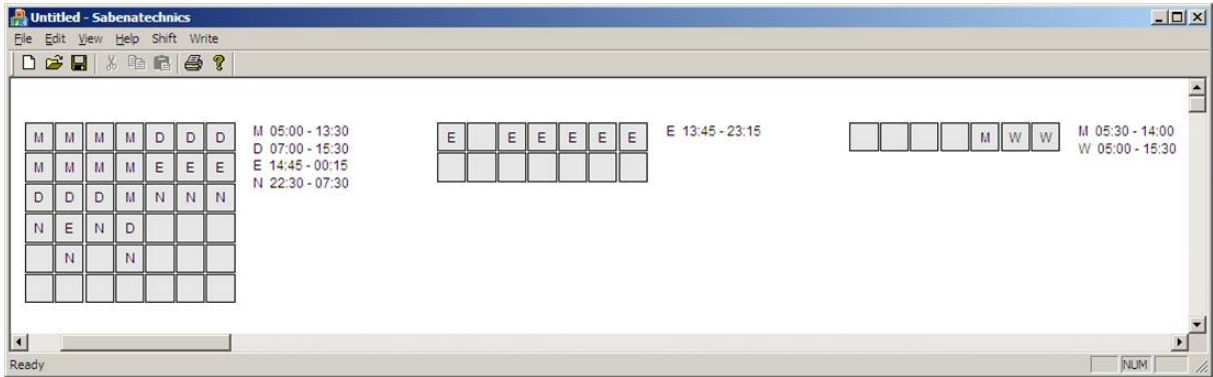 Untitled - Sabenatechnics
File Edit View Help Shift Write
M M M M D D D
M M M M E E E
D D D M N N N
N E N D
N N
M 05:00 - 13:30
D 07:00 - 15:30
E 14:45 - 00:15
N 22:30 - 07:30
E E E E E E
E 13:45 - 23:15
M W W
M 05:30 - 14:00
W 05:00 - 15:30
Ready
NUM